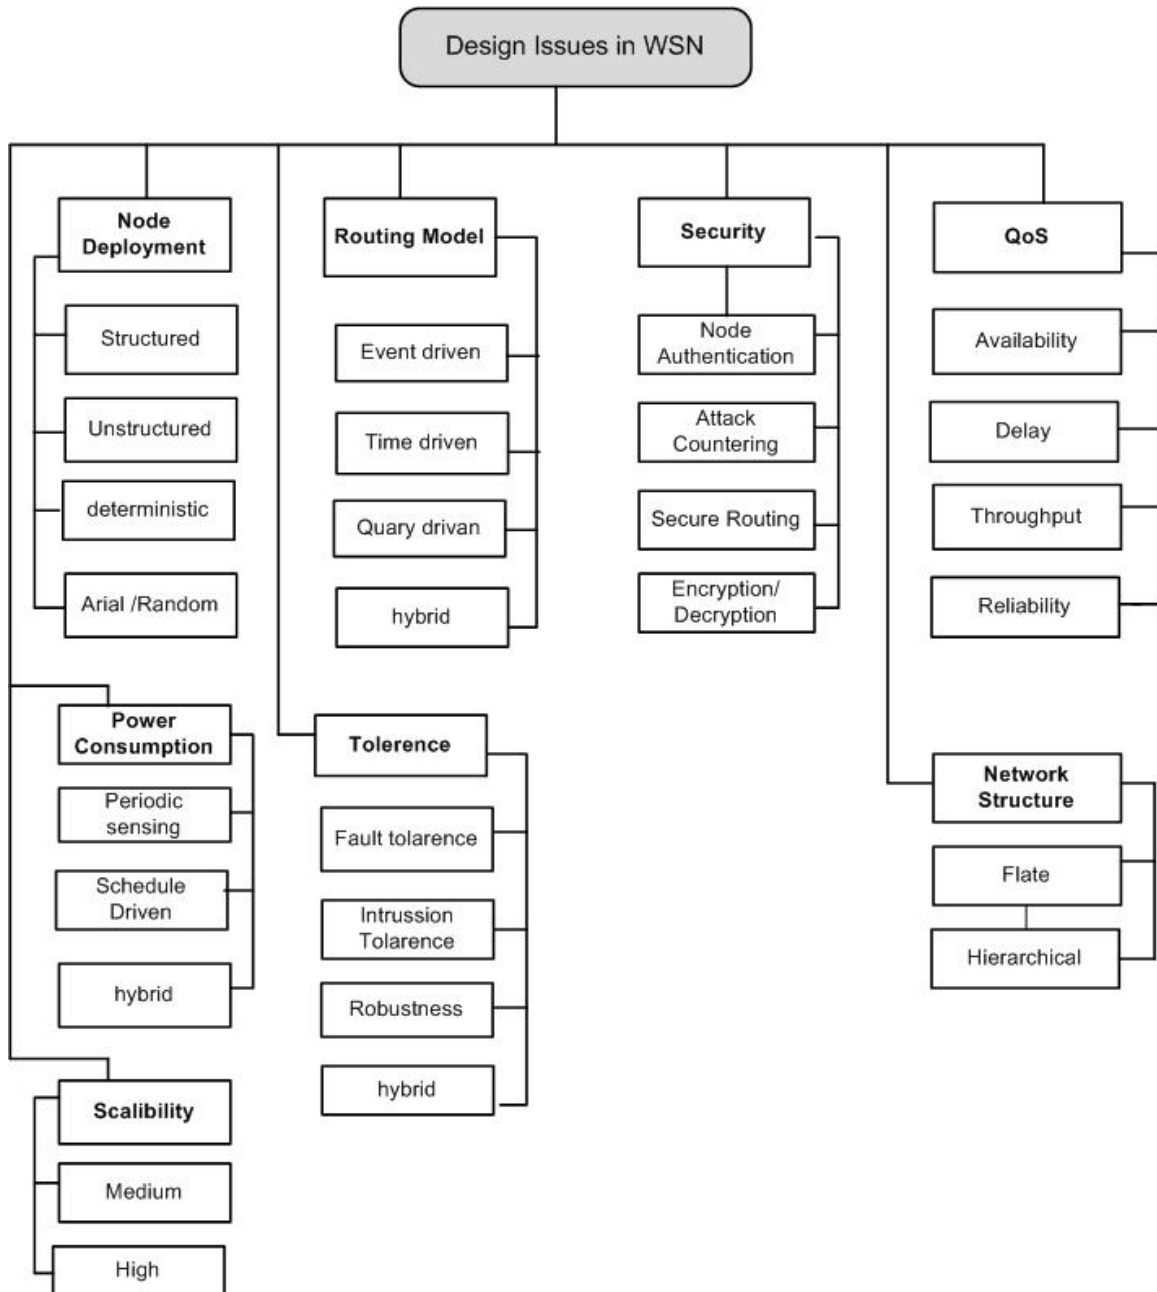 Design Issues in WSN
Node
Deployment
Structured
Unstructured
deterministic
Arial /Random
Routing Model
Event driven
Time driven
Quary drivan
hybrid
Security
Node
Authentication
Attack
Countering
Secure Routing
Encryption/
Decryption
QoS
Availability
Delay
Throughput
Reliability
Power
Consumption
Periodic
sensing
Schedule
Driven
hybrid
Tolerence
Fault tolarence
Intrussion
Tolarence
Robustness
hybrid
Network
Structure
Flate
Hierarchical
Scalibility
Medium
High